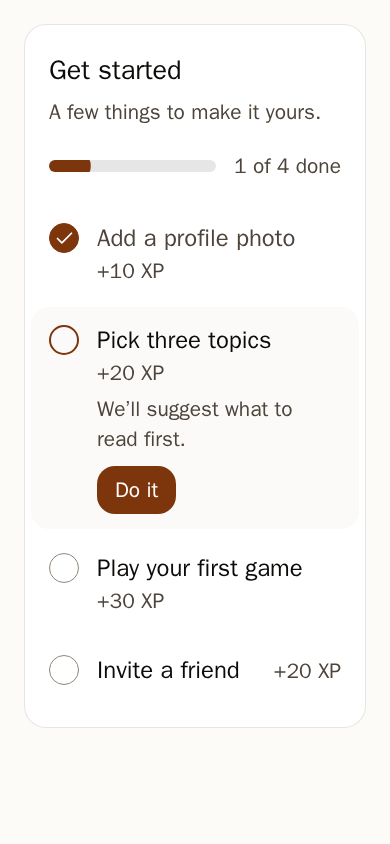 Get started
A few things to make it yours.
1 of 4 done
Add a profile photo
+10 XP
Pick three topics
+20 XP
We’ll suggest what to
read first.
Do it
Play your first game
+30 XP
Invite a friend +20 XP